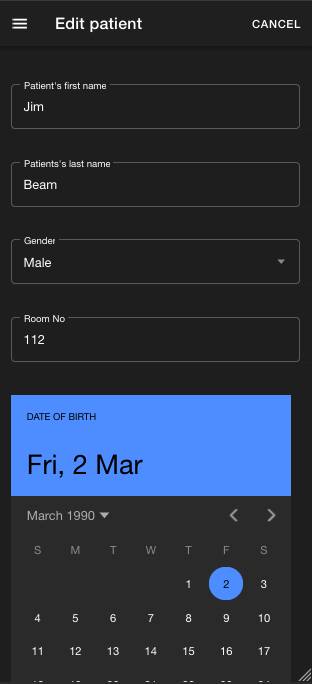 Edit patient CANCEL
Patient's first name
Jim
Patients's last name
Beam
Gender
Male
Room No
112
DATE OF BIRTH
Fri, 2 Mar
March 1990
S M T W T F S
1 2 3
4 5 6 7 8 9 10
11 12 13 14 15 16 17